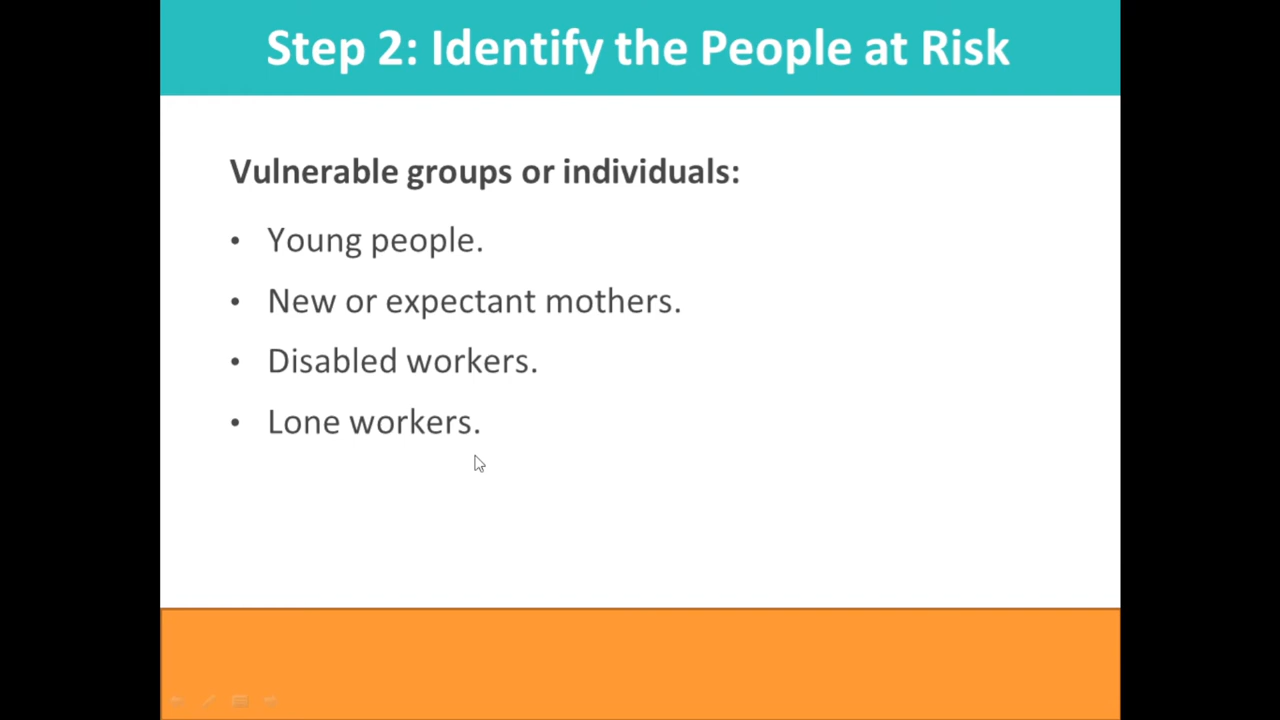 Step 2: Identify the People at Risk
Vulnerable groups or individuals:
• Young people.
• New or expectant mothers.
• Disabled workers.
• Lone workers.